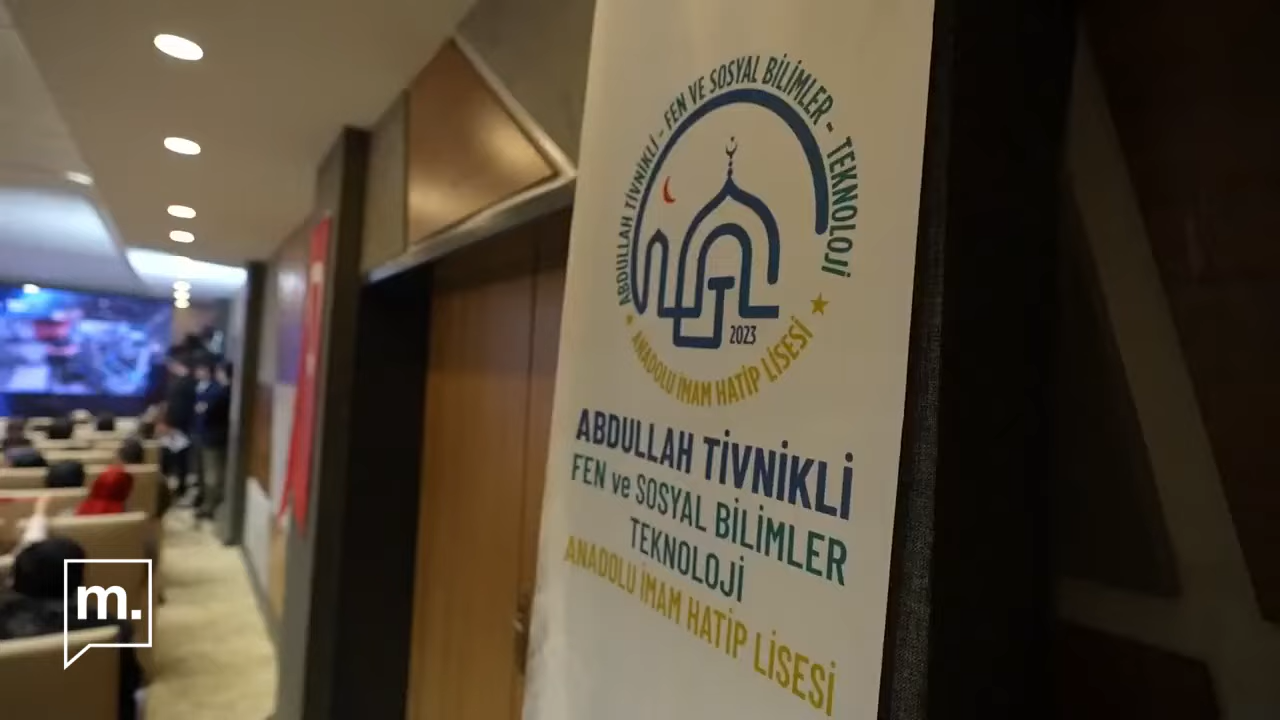 ABDULLAH TİVNİKLİ - FEN VE SOSYAL BİLİMLER - TEKNOLOJİ
2023
ANADOLU İMAM HATİP LİSESİ
ABDULLAH TİVNİKLİ
FEN ve SOSYAL BİLİMLER
TEKNOLOJİ
ANADOLU İMAM HATİP LİSESİ
m.